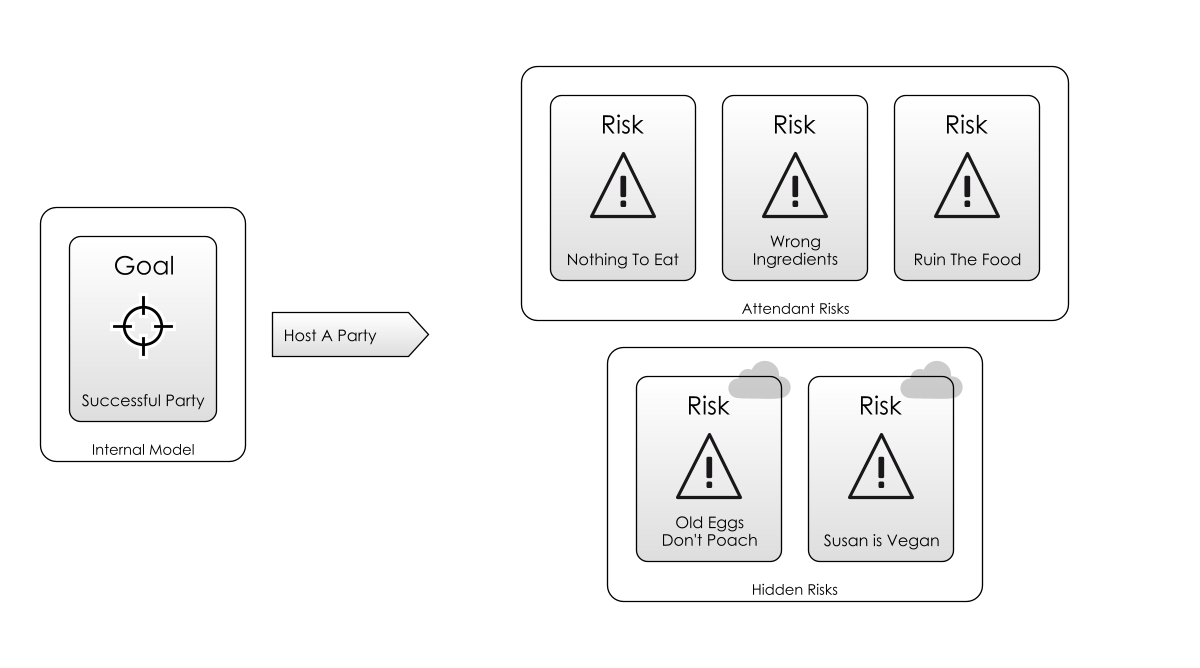 Goal
Successful Party
Internal Model
Host A Party
Risk
Nothing To Eat
Risk
Wrong
Ingredients
Risk
Ruin The Food
Attendant Risks
Risk
Old Eggs
Don't Poach
Risk
Susan is Vegan
Hidden Risks